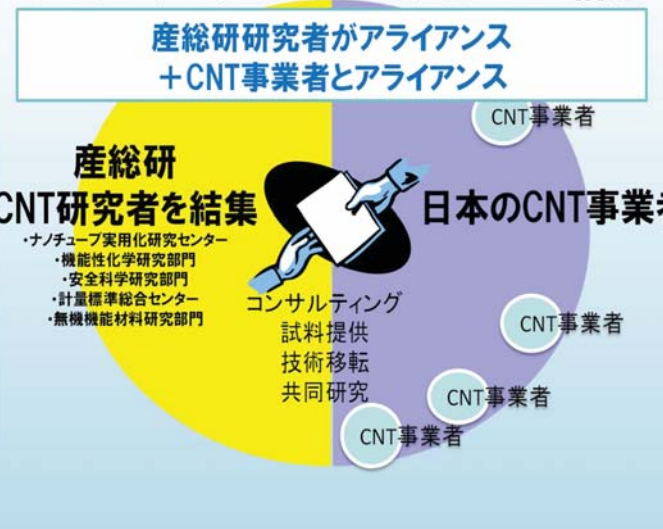 産総研研究者がアライアンス
+CNT事業者とアライアンス
CNT事業者
産総研
CNT研究者を結集
・ナノチューブ実用化研究センター
・機能性化学研究部門
・安全科学研究部門
・計量標準総合センター
・無機機能材料研究部門
日本のCNT事業者
コンサルティング
試料提供
技術移転
共同研究
CNT事業者
CNT事業者
CNT事業者